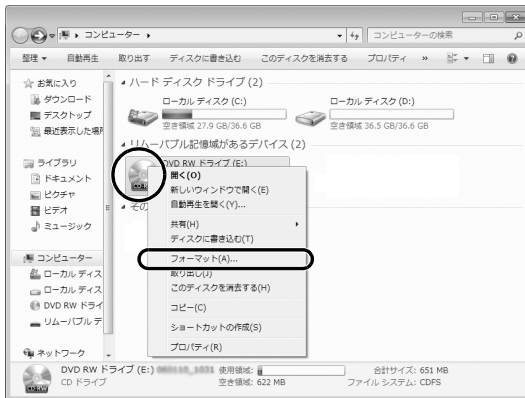 コンピューター
コンピューターの検索
整理 自動再生 取り出す ディスクに書き込む このディスクを消去する プロパティ »
お気に入り
ダウンロード
デスクトップ
最近表示した場所
ライブラリ
ドキュメント
ピクチャ
ビデオ
ミュージック
コンピューター
ローカル ディス
ローカル ディス
DVD RW ドライ
リムーバブル デ
ネットワーク
ハード ディスク ドライブ (2)
ローカル ディスク (C:)
空き領域 27.9 GB/36.6 GB
ローカル ディスク (D:)
空き領域 36.5 GB/36.6 GB
リムーバブル記憶域があるデバイス (2)
DVD RW ドライブ (E:)
CD-R
その
開く(O)
新しいウィンドウで開く(E)
自動再生を開く(Y)...
共有(H)
ディスクに書き込む(T)
フォーマット(A)...
取り出し(J)
このディスクを消去する(H)
コピー(C)
ショートカットの作成(S)
プロパティ(R)
DVD RW ドライブ (E:) 使用領域: 合計サイズ: 651 MB
CD ドライブ 空き領域: 622 MB ファイル システム: CDFS
CD-RW